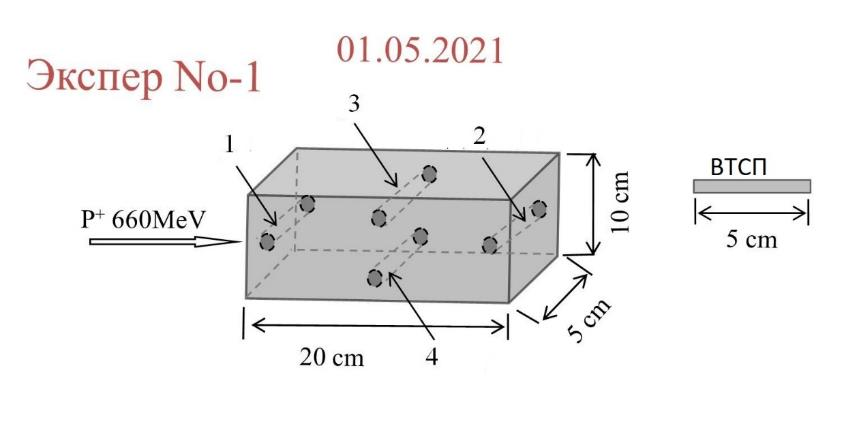 Экспер No-1
01.05.2021
3
1
2
P⁺ 660MeV
10 cm
ВТСП
5 cm
5 cm
20 cm
4